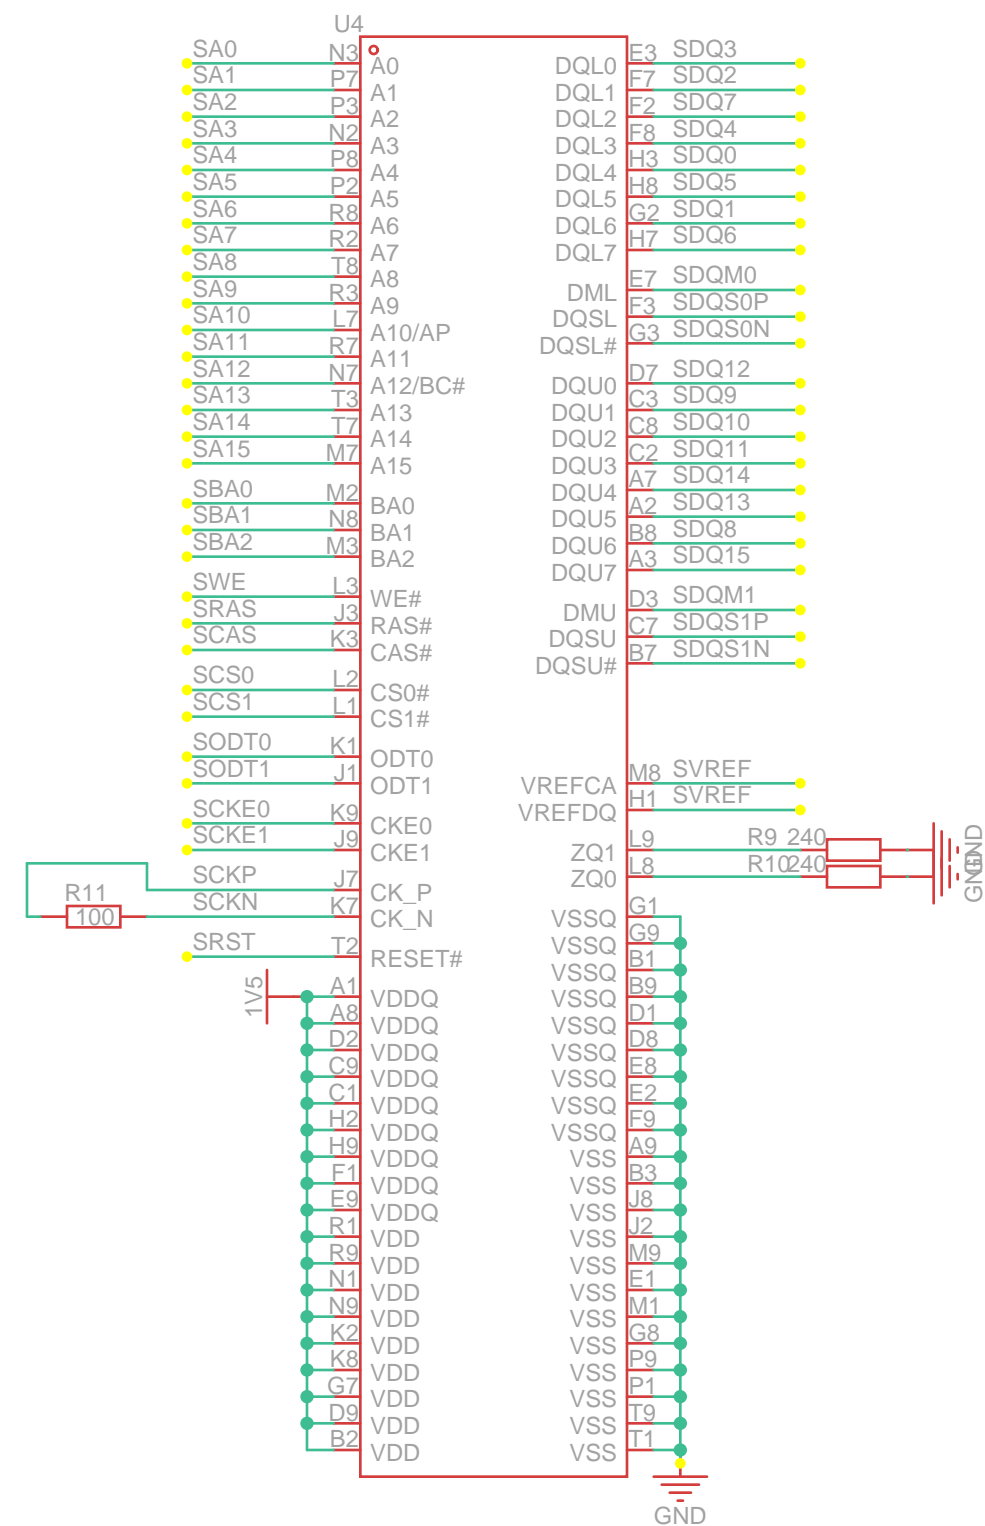 U4
SA0 N3 A0 DQL0 E3 SDQ3
SA1 P7 A1 DQL1 F7 SDQ2
SA2 P3 A2 DQL2 F2 SDQ7
SA3 N2 A3 DQL3 F8 SDQ4
SA4 P8 A4 DQL4 H3 SDQ0
SA5 P2 A5 DQL5 H8 SDQ5
SA6 R8 A6 DQL6 G2 SDQ1
SA7 R2 A7 DQL7 H7 SDQ6
SA8 T8 A8 DML E7 SDQM0
SA9 R3 A9 DQSL F3 SDQS0P
SA10 L7 A10/AP DQSL# G3 SDQS0N
SA11 R7 A11
SA12 N7 A12/BC# DQU0 D7 SDQ12
SA13 T3 A13 DQU1 C3 SDQ9
SA14 T7 A14 DQU2 C8 SDQ10
SA15 M7 A15 DQU3 C2 SDQ11
DQU4 A7 SDQ14
SBA0 M2 BA0 DQU5 A2 SDQ13
SBA1 N8 BA1 DQU6 B8 SDQ8
SBA2 M3 BA2 DQU7 A3 SDQ15
SWE L3 WE# DMU D3 SDQM1
SRAS J3 RAS# DQSU C7 SDQS1P
SCAS K3 CAS# DQSU# B7 SDQS1N
SCS0 L2 CS0#
SCS1 L1 CS1#
SODT0 K1 ODT0
SODT1 J1 ODT1 VREFCA M8 SVREF
SCKE0 K9 CKE0 VREFDQ H1 SVREF
SCKE1 J9 CKE1 ZQ1 L9 R9 240 GND
SCKP J7 CK_P ZQ0 L8 R10 240 GND
R11 100 SCKN K7 CK_N VSSQ G1
VSSQ G9
SRST T2 RESET# VSSQ B1
1V5 A1 VDDQ VSSQ B9
A8 VDDQ VSSQ D1
D2 VDDQ VSSQ D8
C9 VDDQ VSSQ E8
C1 VDDQ VSSQ E2
H2 VDDQ VSSQ F9
H9 VDDQ VSS A9
F1 VDDQ VSS B3
E9 VDDQ VSS J8
R1 VDD VSS J2
R9 VDD VSS M9
N1 VDD VSS E1
N9 VDD VSS M1
K2 VDD VSS G8
K8 VDD VSS P9
G7 VDD VSS P1
D9 VDD VSS T9
B2 VDD VSS T1
GND